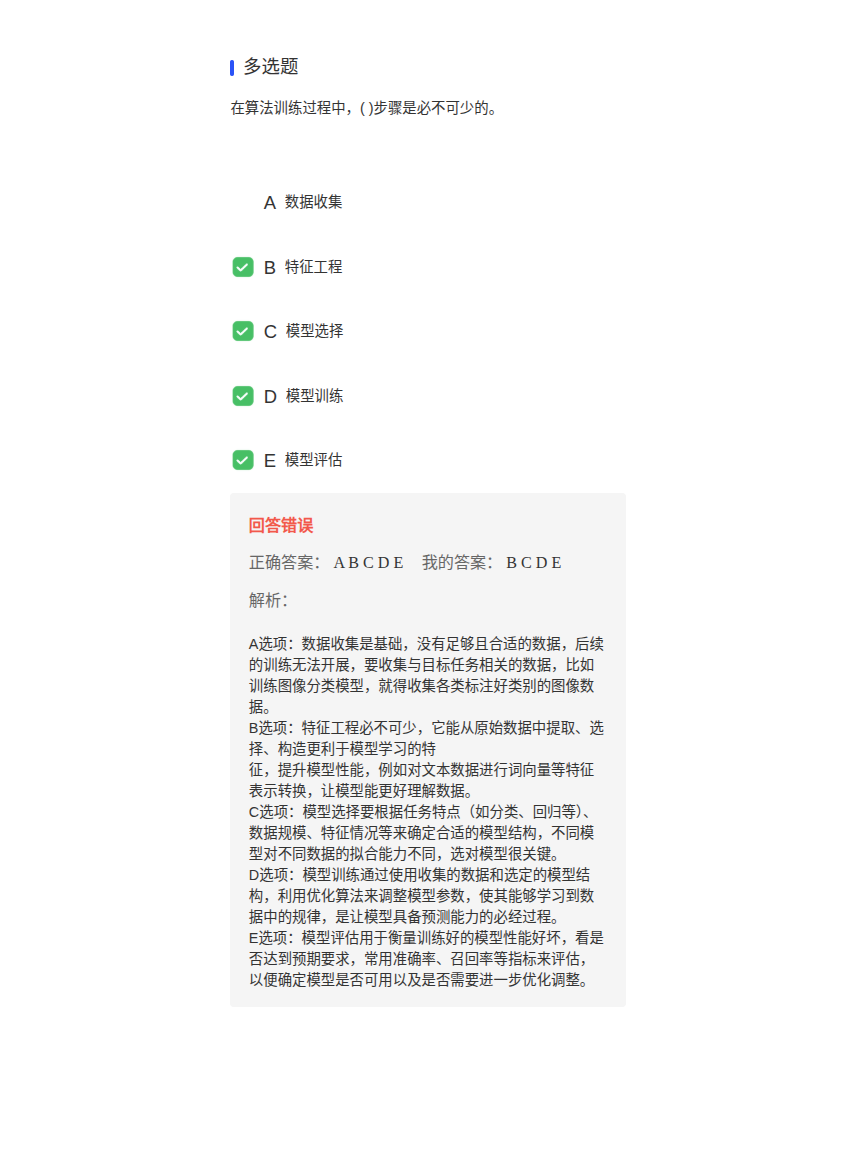 多选题
在算法训练过程中，( )步骤是必不可少的。
A 数据收集
B 特征工程
C 模型选择
D 模型训练
E 模型评估
回答错误
正确答案： A B C D E 我的答案： B C D E
解析：
A选项：数据收集是基础，没有足够且合适的数据，后续
的训练无法开展，要收集与目标任务相关的数据，比如
训练图像分类模型，就得收集各类标注好类别的图像数
据。
B选项：特征工程必不可少，它能从原始数据中提取、选
择、构造更利于模型学习的特
征，提升模型性能，例如对文本数据进行词向量等特征
表示转换，让模型能更好理解数据。
C选项：模型选择要根据任务特点（如分类、回归等）、
数据规模、特征情况等来确定合适的模型结构，不同模
型对不同数据的拟合能力不同，选对模型很关键。
D选项：模型训练通过使用收集的数据和选定的模型结
构，利用优化算法来调整模型参数，使其能够学习到数
据中的规律，是让模型具备预测能力的必经过程。
E选项：模型评估用于衡量训练好的模型性能好坏，看是
否达到预期要求，常用准确率、召回率等指标来评估，
以便确定模型是否可用以及是否需要进一步优化调整。